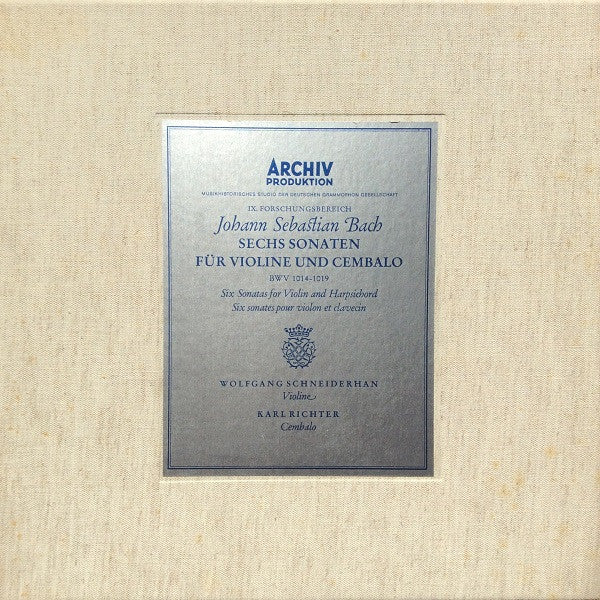 ARCHIV
PRODUKTION
MUSIKHISTORISCHES STUDIO DER DEUTSCHEN GRAMMOPHON GESELLSCHAFT
IX. FORSCHUNGSBEREICH
Johann Sebastian Bach
SECHS SONATEN
FÜR VIOLINE UND CEMBALO
BWV 1014-1019
Six Sonatas for Violin and Harpsichord
Six sonates pour violon et clavecin
WOLFGANG SCHNEIDERHAN
Violine
KARL RICHTER
Cembalo